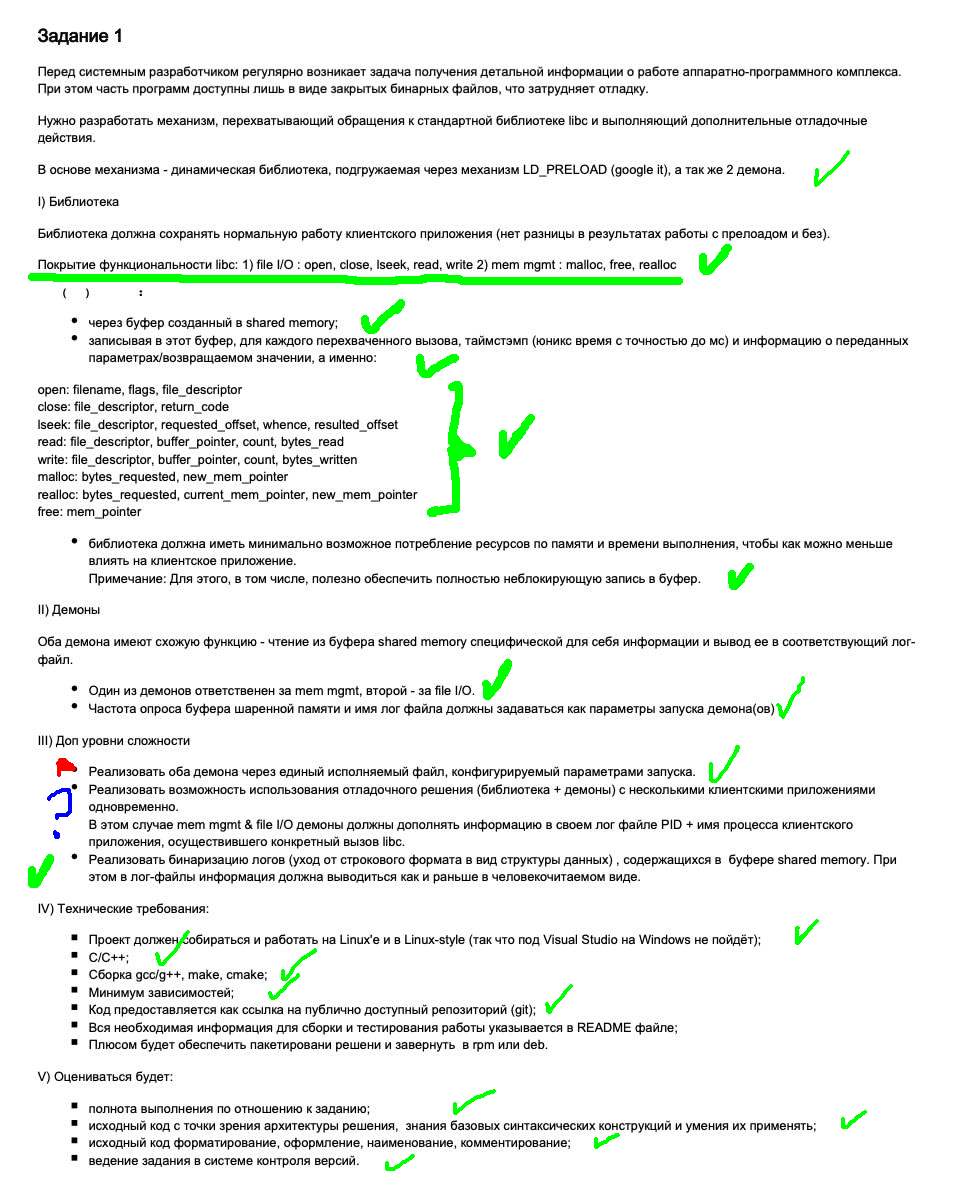 Задание 1
Перед системным разработчиком регулярно возникает задача получения детальной информации о работе аппаратно-программного комплекса.
При этом часть программ доступны лишь в виде закрытых бинарных файлов, что затрудняет отладку.
Нужно разработать механизм, перехватывающий обращения к стандартной библиотеке libc и выполняющий дополнительные отладочные
действия.
В основе механизма - динамическая библиотека, подгружаемая через механизм LD_PRELOAD (google it), а так же 2 демона.
I) Библиотека
Библиотека должна сохранять нормальную работу клиентского приложения (нет разницы в результатах работы с прелоадом и без).
Покрытие функциональности libc: 1) file I/O : open, close, lseek, read, write 2) mem mgmt : malloc, free, realloc
( ) :
• через буфер созданный в shared memory;
• записывая в этот буфер, для каждого перехваченного вызова, таймстэмп (юникс время с точностью до мс) и информацию о переданных
параметрах/возвращаемом значении, а именно:
open: filename, flags, file_descriptor
close: file_descriptor, return_code
lseek: file_descriptor, requested_offset, whence, resulted_offset
read: file_descriptor, buffer_pointer, count, bytes_read
write: file_descriptor, buffer_pointer, count, bytes_written
malloc: bytes_requested, new_mem_pointer
realloc: bytes_requested, current_mem_pointer, new_mem_pointer
free: mem_pointer
• библиотека должна иметь минимально возможное потребление ресурсов по памяти и времени выполнения, чтобы как можно меньше
влиять на клиентское приложение.
Примечание: Для этого, в том числе, полезно обеспечить полностью неблокирующую запись в буфер.
II) Демоны
Оба демона имеют схожую функцию - чтение из буфера shared memory специфической для себя информации и вывод ее в соответствующий лог-
файл.
• Один из демонов ответственен за mem mgmt, второй - за file I/O.
• Частота опроса буфера шаренной памяти и имя лог файла должны задаваться как параметры запуска демона(ов)
III) Доп уровни сложности
• Реализовать оба демона через единый исполняемый файл, конфигурируемый параметрами запуска.
• Реализовать возможность использования отладочного решения (библиотека + демоны) с несколькими клиентскими приложениями
одновременно.
В этом случае mem mgmt & file I/O демоны должны дополнять информацию в своем лог файле PID + имя процесса клиентского
приложения, осуществившего конкретный вызов libc.
• Реализовать бинаризацию логов (уход от строкового формата в вид структуры данных) , содержащихся в буфере shared memory. При
этом в лог-файлы информация должна выводиться как и раньше в человекочитаемом виде.
IV) Технические требования:
▪ Проект должен собираться и работать на Linux'e и в Linux-style (так что под Visual Studio на Windows не пойдёт);
▪ C/C++;
▪ Сборка gcc/g++, make, cmake;
▪ Минимум зависимостей;
▪ Код предоставляется как ссылка на публично доступный репозиторий (git);
▪ Вся необходимая информация для сборки и тестирования работы указывается в README файле;
▪ Плюсом будет обеспечить пакетировани решени и завернуть в rpm или deb.
V) Оцениваться будет:
▪ полнота выполнения по отношению к заданию;
▪ исходный код с точки зрения архитектуры решения, знания базовых синтаксических конструкций и умения их применять;
▪ исходный код форматирование, оформление, наименование, комментирование;
▪ ведение задания в системе контроля версий.